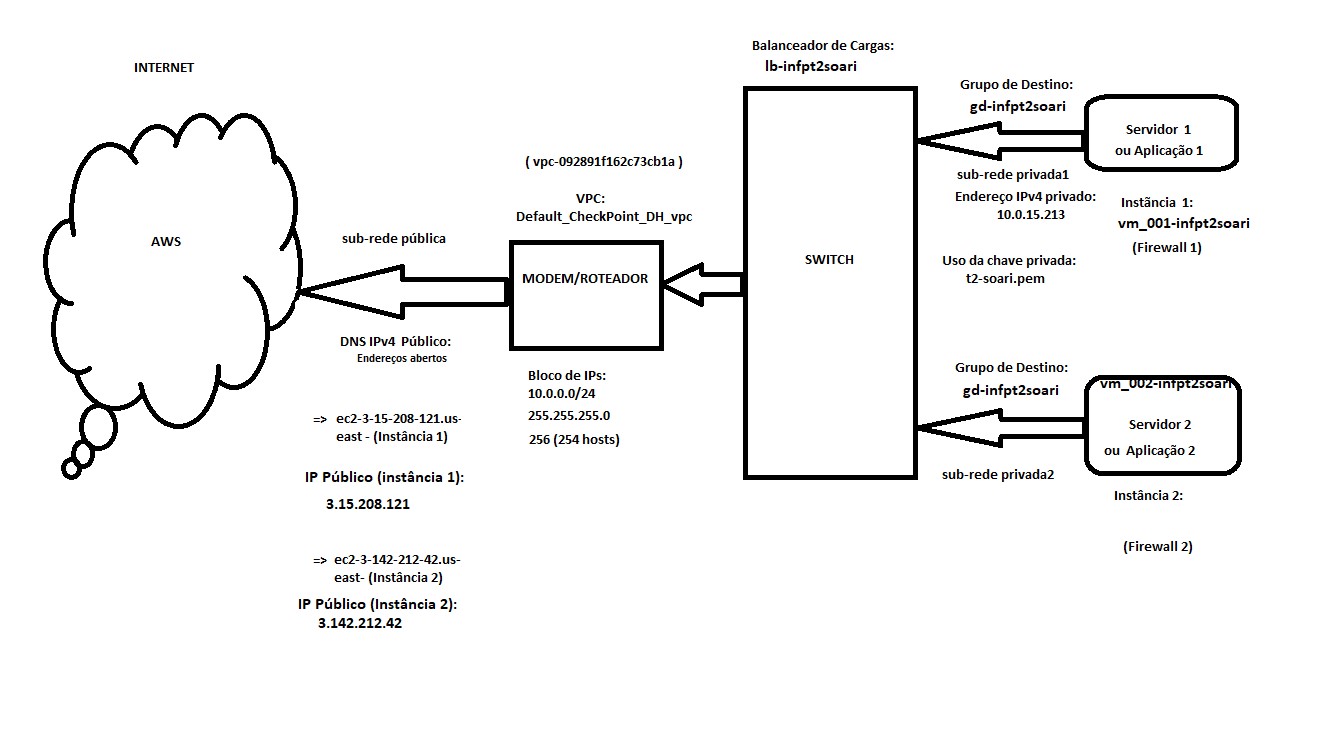 INTERNET
AWS
sub-rede pública
DNS IPv4 Público:
Endereços abertos
=> ec2-3-15-208-121.us-
east - (Instância 1)
IP Público (instância 1):
3.15.208.121
=> ec2-3-142-212-42.us-
east- (Instância 2)
IP Público (Instância 2):
3.142.212.42
( vpc-092891f162c73cb1a )
VPC:
Default_CheckPoint_DH_vpc
MODEM/ROTEADOR
Bloco de IPs:
10.0.0.0/24
255.255.255.0
256 (254 hosts)
Balanceador de Cargas:
lb-infpt2soari
SWITCH
Grupo de Destino:
gd-infpt2soari
sub-rede privada1
Endereço IPv4 privado:
10.0.15.213
Uso da chave privada:
t2-soari.pem
Servidor 1
ou Aplicação 1
Instãncia 1:
vm_001-infpt2soari
(Firewall 1)
Grupo de Destino:
gd-infpt2soari
sub-rede privada2
vm_002-infpt2soari
Servidor 2
ou Aplicação 2
Instância 2:
(Firewall 2)